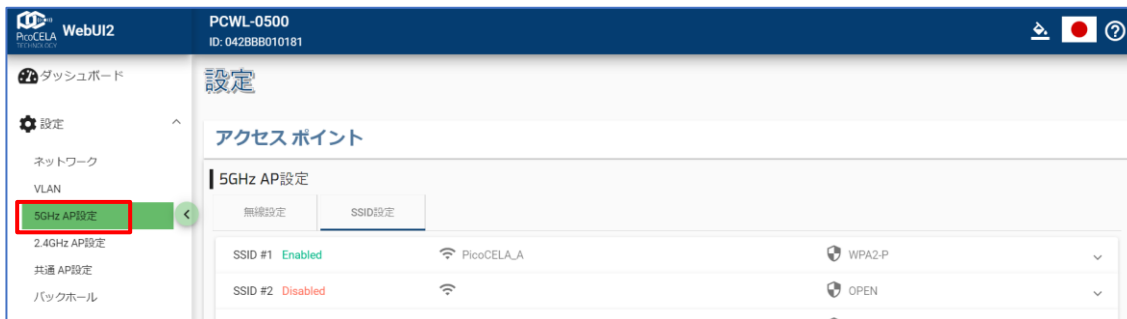 PicoCELA
TECHNOLOGY
WebUI2
PCWL-0500
ID: 042BBB010181
ダッシュボード
設定
ネットワーク
VLAN
5GHz AP設定
2.4GHz AP設定
共通 AP設定
バックホール
設定
アクセス ポイント
5GHz AP設定
無線設定 SSID設定
SSID #1 Enabled PicoCELA_A WPA2-P
SSID #2 Disabled OPEN